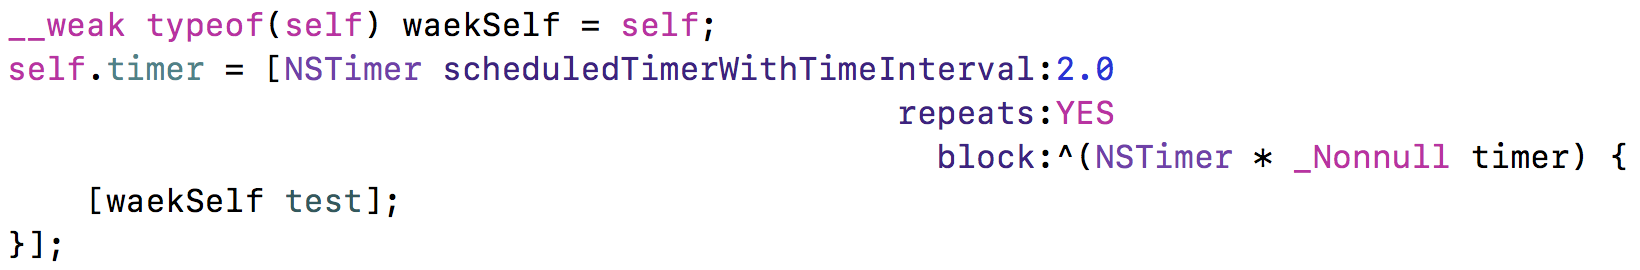 __weak typeof(self) waekSelf = self;
self.timer = [NSTimer scheduledTimerWithTimeInterval:2.0
repeats:YES
block:^(NSTimer * _Nonnull timer) {
[waekSelf test];
}];